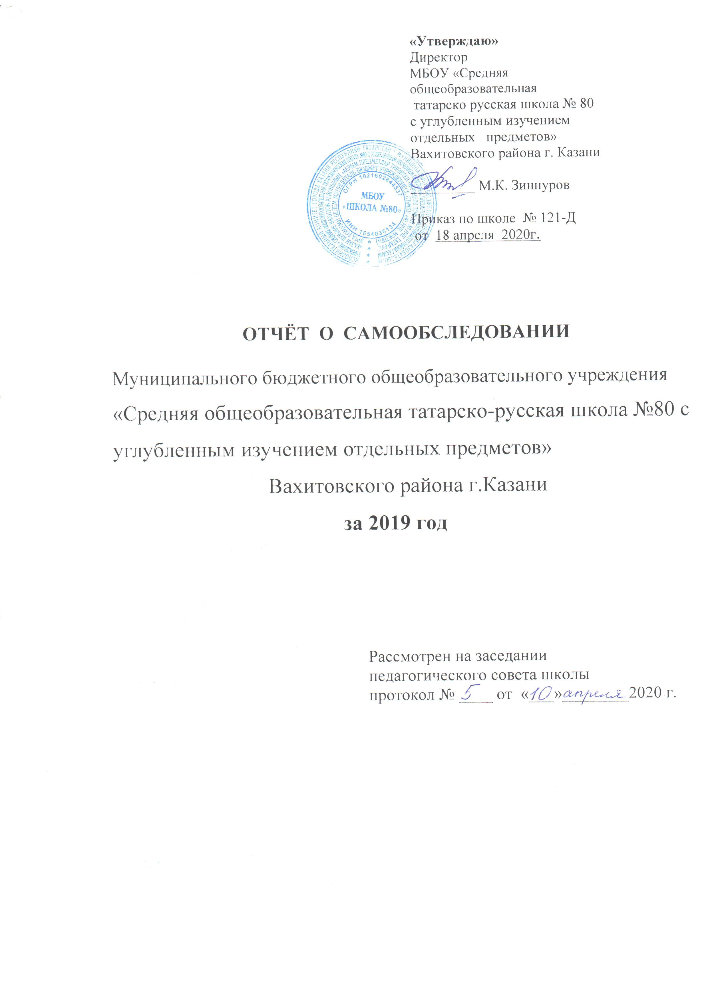 «Утверждаю»
Директор
МБОУ «Средняя
общеобразовательная
татарско русская школа № 80
с углубленным изучением
отдельных предметов»
Вахитовского района г. Казани
М.К. Зиннуров
Приказ по школе № 121-Д
от 18 апреля 2020г.
ОГРН 1021602844537
МБОУ
«ШКОЛА №80»
ИНН 1654036134
ОТЧЁТ О САМООБСЛЕДОВАНИИ
Муниципального бюджетного общеобразовательного учреждения
«Средняя общеобразовательная татарско-русская школа №80 с
углубленным изучением отдельных предметов»
Вахитовского района г.Казани
за 2019 год
Рассмотрен на заседании
педагогического совета школы
протокол № 5 от «10» апреля 2020 г.